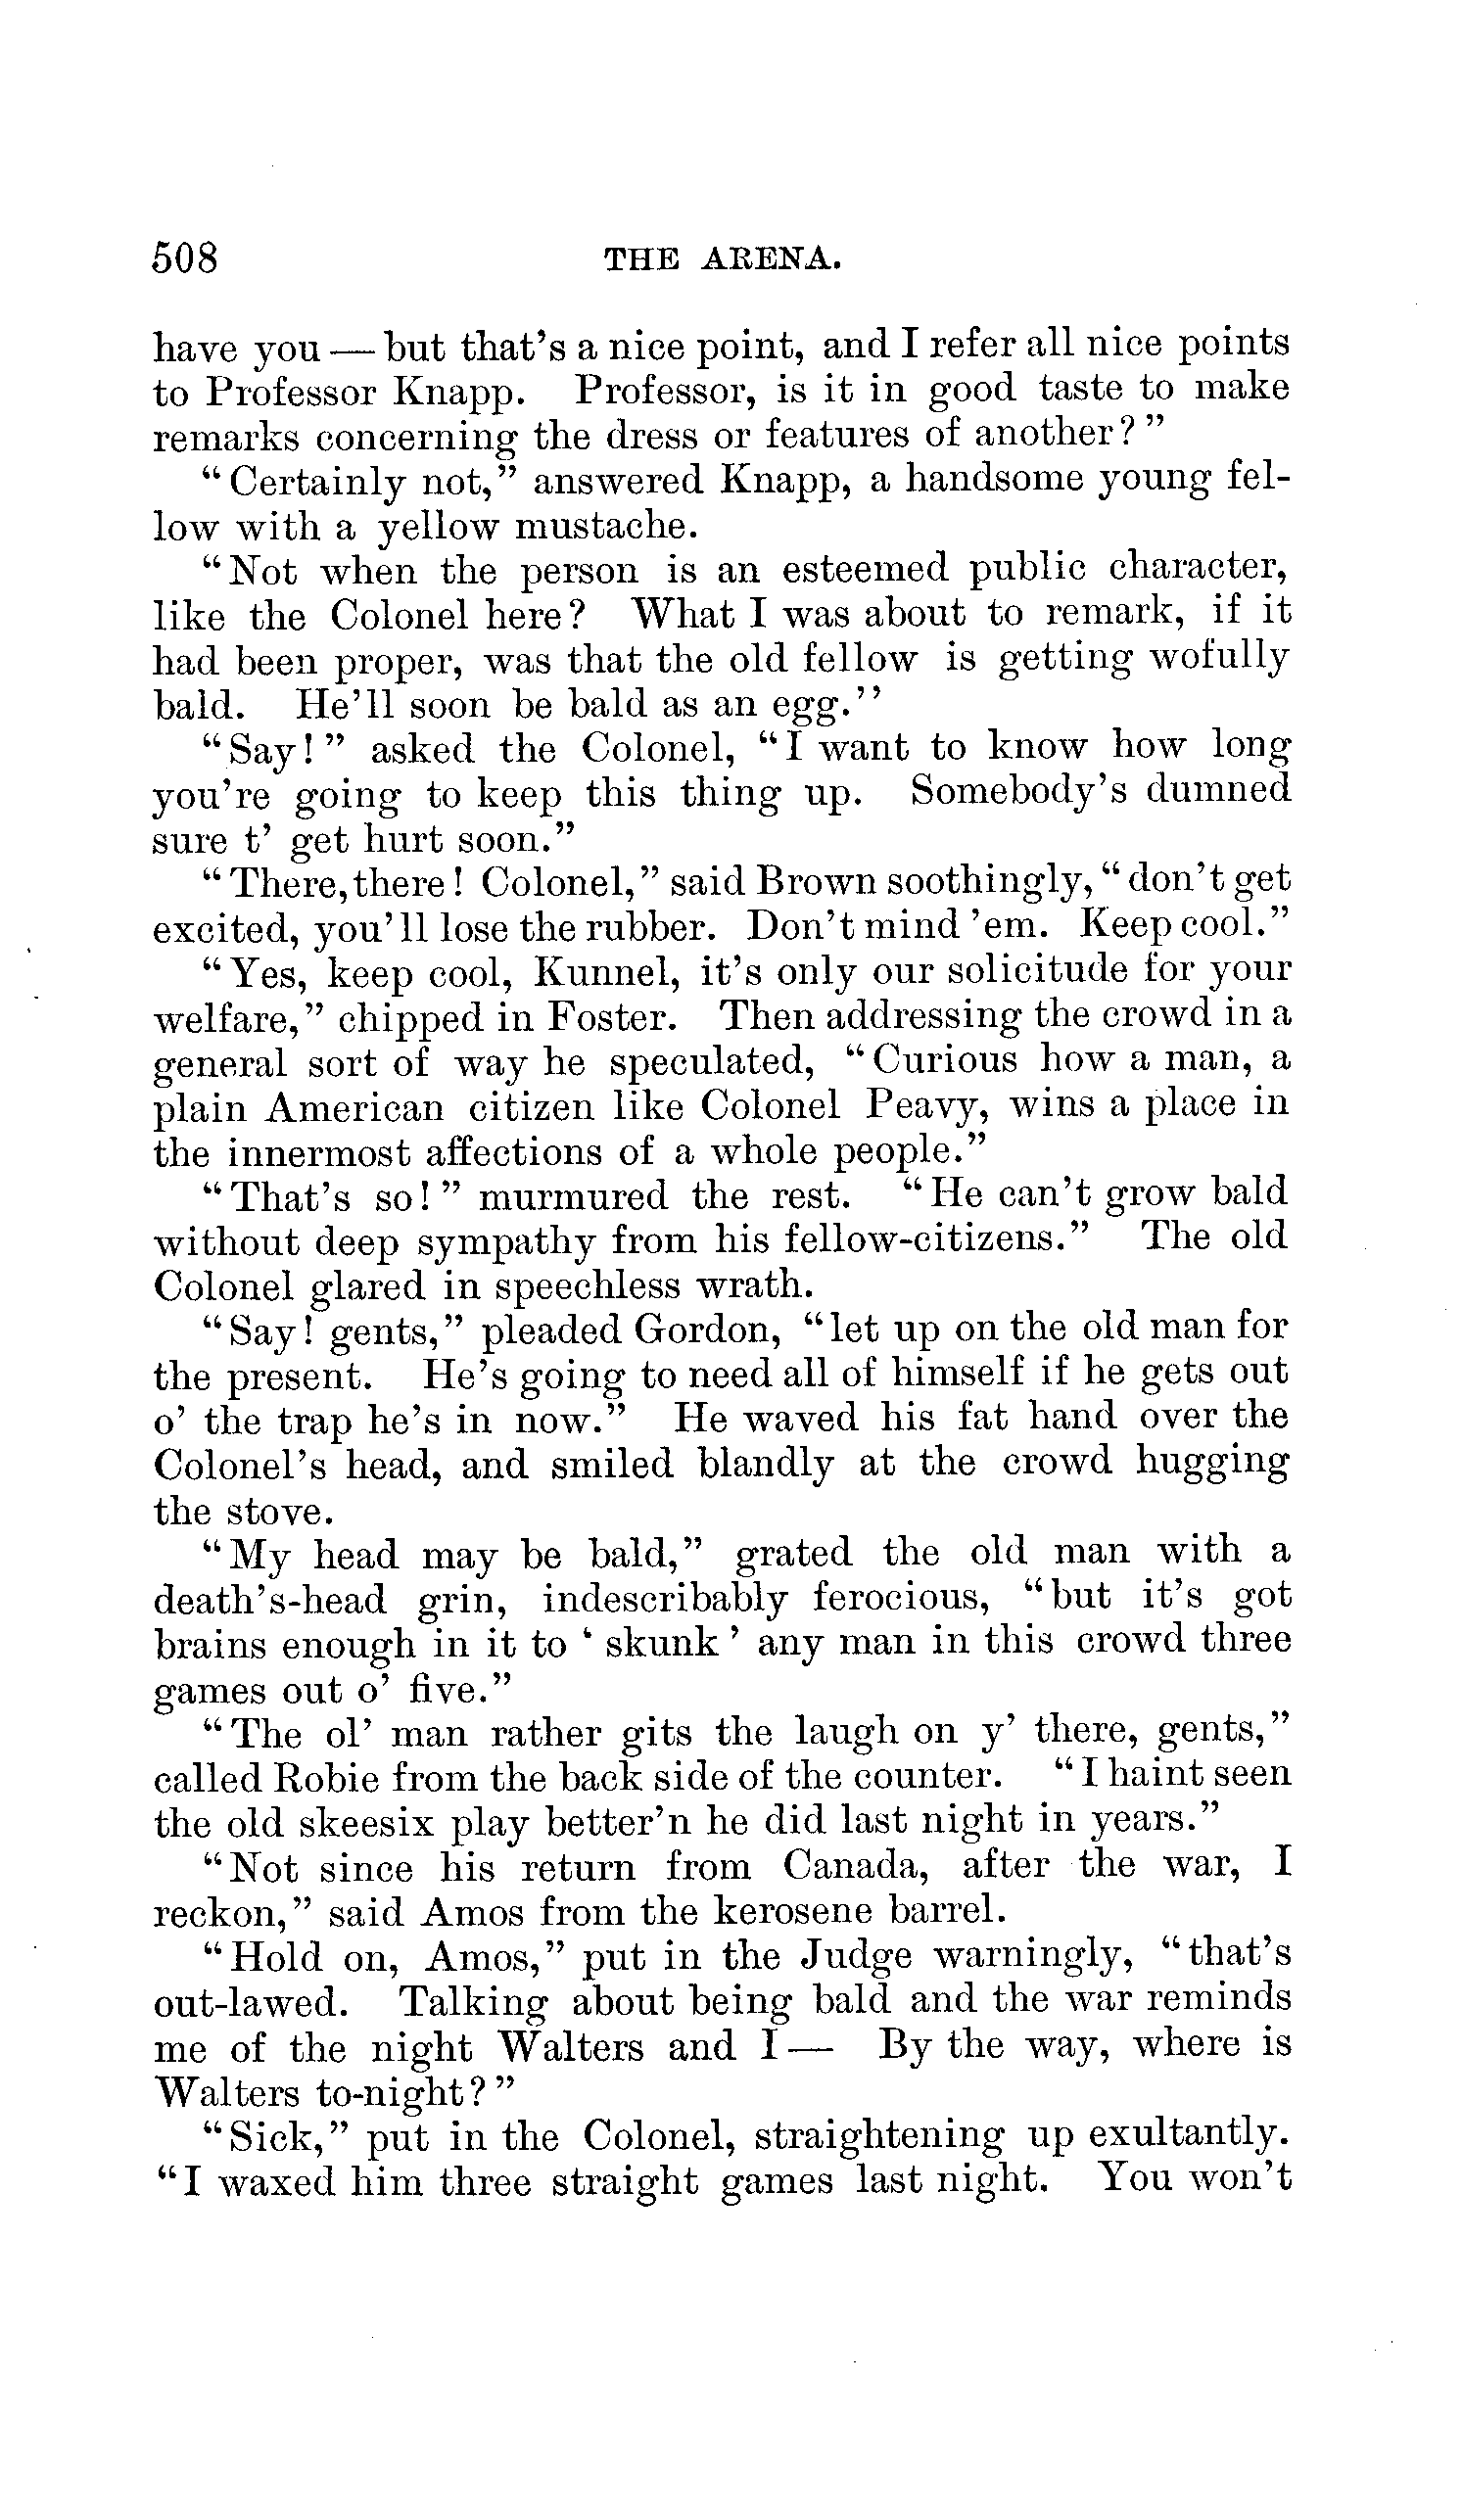 508 THE ARENA.
have you — but that's a nice point, and I refer all nice points
to Professor Knapp. Professor, is it in good taste to make
remarks concerning the dress or features of another?"
"Certainly not," answered Knapp, a handsome young fel-
low with a yellow mustache.
"Not when the person is an esteemed public character,
like the Colonel here? What I was about to remark, if it
had been proper, was that the old fellow is getting wofully
bald. He'll soon be bald as an egg."
"Say!" asked the Colonel, "I want to know how long
you're going to keep this thing up. Somebody's dumned
sure t' get hurt soon."
"There, there! Colonel," said Brown soothingly, "don't get
excited, you'll lose the rubber. Don't mind 'em. Keep cool."
"Yes, keep cool, Kunnel, it's only our solicitude for your
welfare," chipped in Foster. Then addressing the crowd in a
general sort of way he speculated, "Curious how a man, a
plain American citizen like Colonel Peavy, wins a place in
the innermost affections of a whole people."
"That's so!" murmured the rest. "He can't grow bald
without deep sympathy from his fellow-citizens." The old
Colonel glared in speechless wrath.
"Say! gents," pleaded Gordon, "let up on the old man for
the present. He's going to need all of himself if he gets out
o' the trap he's in now." He waved his fat hand over the
Colonel's head, and smiled blandly at the crowd hugging
the stove.
"My head may be bald," grated the old man with a
death's-head grin, indescribably ferocious, "but it's got
brains enough in it to 'skunk' any man in this crowd three
games out o' five."
"The ol' man rather gits the laugh on y' there, gents,"
called Robie from the back side of the counter. "I haint seen
the old skeesix play better'n he did last night in years."
"Not since his return from Canada, after the war, I
reckon," said Amos from the kerosene barrel.
"Hold on, Amos," put in the Judge warningly, "that's
out-lawed. Talking about being bald and the war reminds
me of the night Walters and I— By the way, where is
Walters to-night?"
"Sick," put in the Colonel, straightening up exultantly.
"I waxed him three straight games last night. You won't